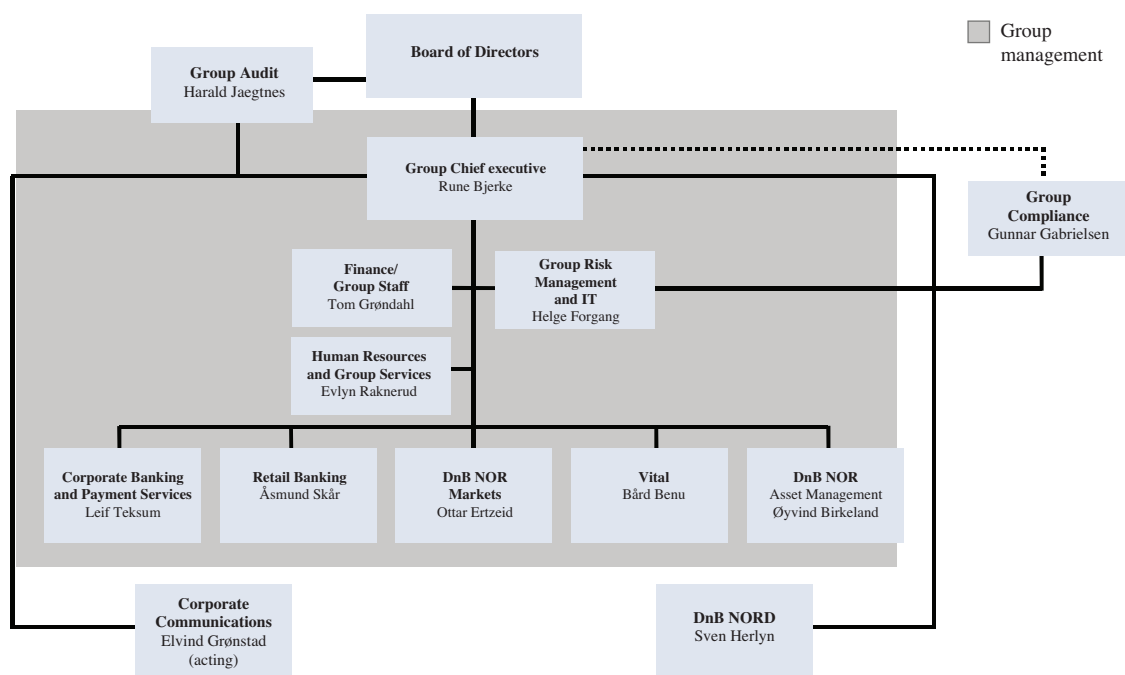 Board of Directors
Group
management
Group Audit
Harald Jaegtnes
Group Chief executive
Rune Bjerke
Group
Compliance
Gunnar Gabrielsen
Finance/
Group Staff
Tom Grøndahl
Group Risk
Management
and IT
Helge Forgang
Human Resources
and Group Services
Evlyn Raknerud
Corporate Banking
and Payment Services
Leif Teksum
Retail Banking
Åsmund Skår
DnB NOR
Markets
Ottar Ertzeid
Vital
Bård Benu
DnB NOR
Asset Management
Øyvind Birkeland
Corporate
Communications
Elvind Grønstad
(acting)
DnB NORD
Sven Herlyn